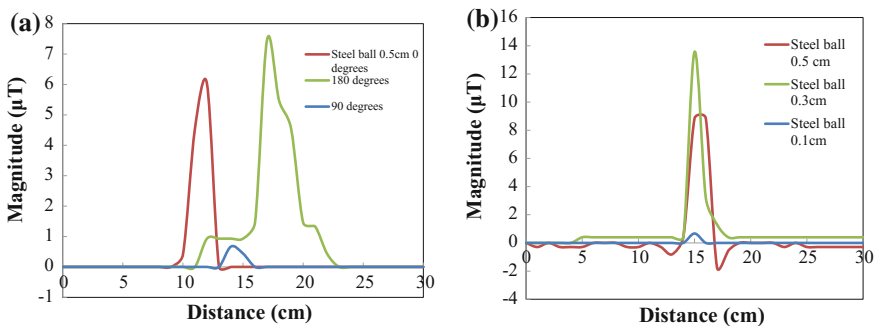 (a)
Magnitude (µT)
8
7
6
5
4
3
2
1
0
-1
0
5
10
15
20
25
30
Distance (cm)
Steel ball 0.5cm 0
degrees
180 degrees
90 degrees
(b)
Magnitude (µT)
16
14
12
10
8
6
4
2
0
-2
-4
0
5
10
15
20
25
30
Distance (cm)
Steel ball
0.5 cm
Steel ball
0.3cm
Steel ball
0.1cm